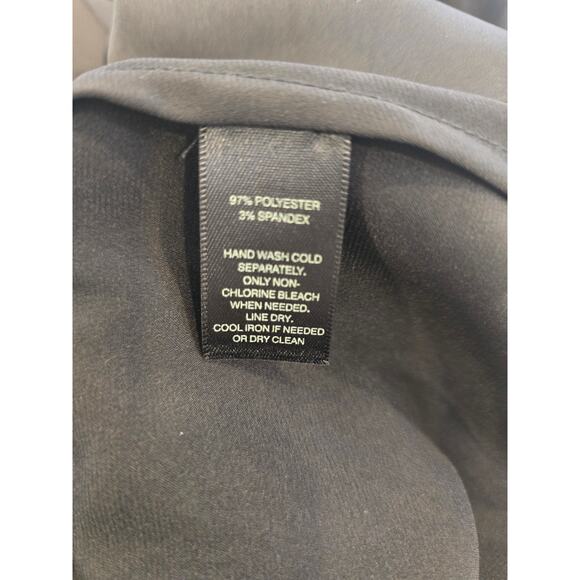 97% POLYESTER
3% SPANDEX
HAND WASH COLD
SEPARATELY.
ONLY NON-
CHLORINE BLEACH
WHEN NEEDED.
LINE DRY.
COOL IRON IF NEEDED
OR DRY CLEAN